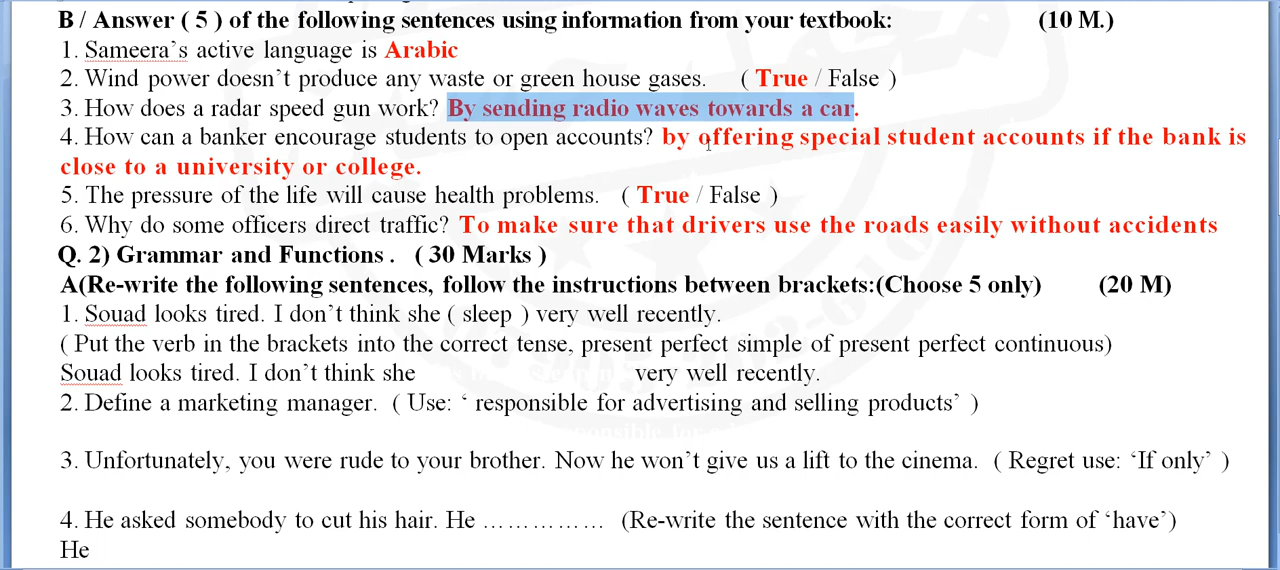 B / Answer ( 5 ) of the following sentences using information from your textbook: (10 M.)
1. Sameera’s active language is Arabic
2. Wind power doesn’t produce any waste or green house gases. ( True / False )
3. How does a radar speed gun work? By sending radio waves towards a car.
4. How can a banker encourage students to open accounts? by offering special student accounts if the bank is
close to a university or college.
5. The pressure of the life will cause health problems. ( True / False )
6. Why do some officers direct traffic? To make sure that drivers use the roads easily without accidents
Q. 2) Grammar and Functions . ( 30 Marks )
A(Re-write the following sentences, follow the instructions between brackets:(Choose 5 only) (20 M)
1. Souad looks tired. I don’t think she ( sleep ) very well recently.
( Put the verb in the brackets into the correct tense, present perfect simple of present perfect continuous)
Souad looks tired. I don’t think she very well recently.
2. Define a marketing manager. ( Use: ‘ responsible for advertising and selling products’ )
3. Unfortunately, you were rude to your brother. Now he won’t give us a lift to the cinema. ( Regret use: ‘If only’ )
4. He asked somebody to cut his hair. He …………… (Re-write the sentence with the correct form of ‘have’)
He